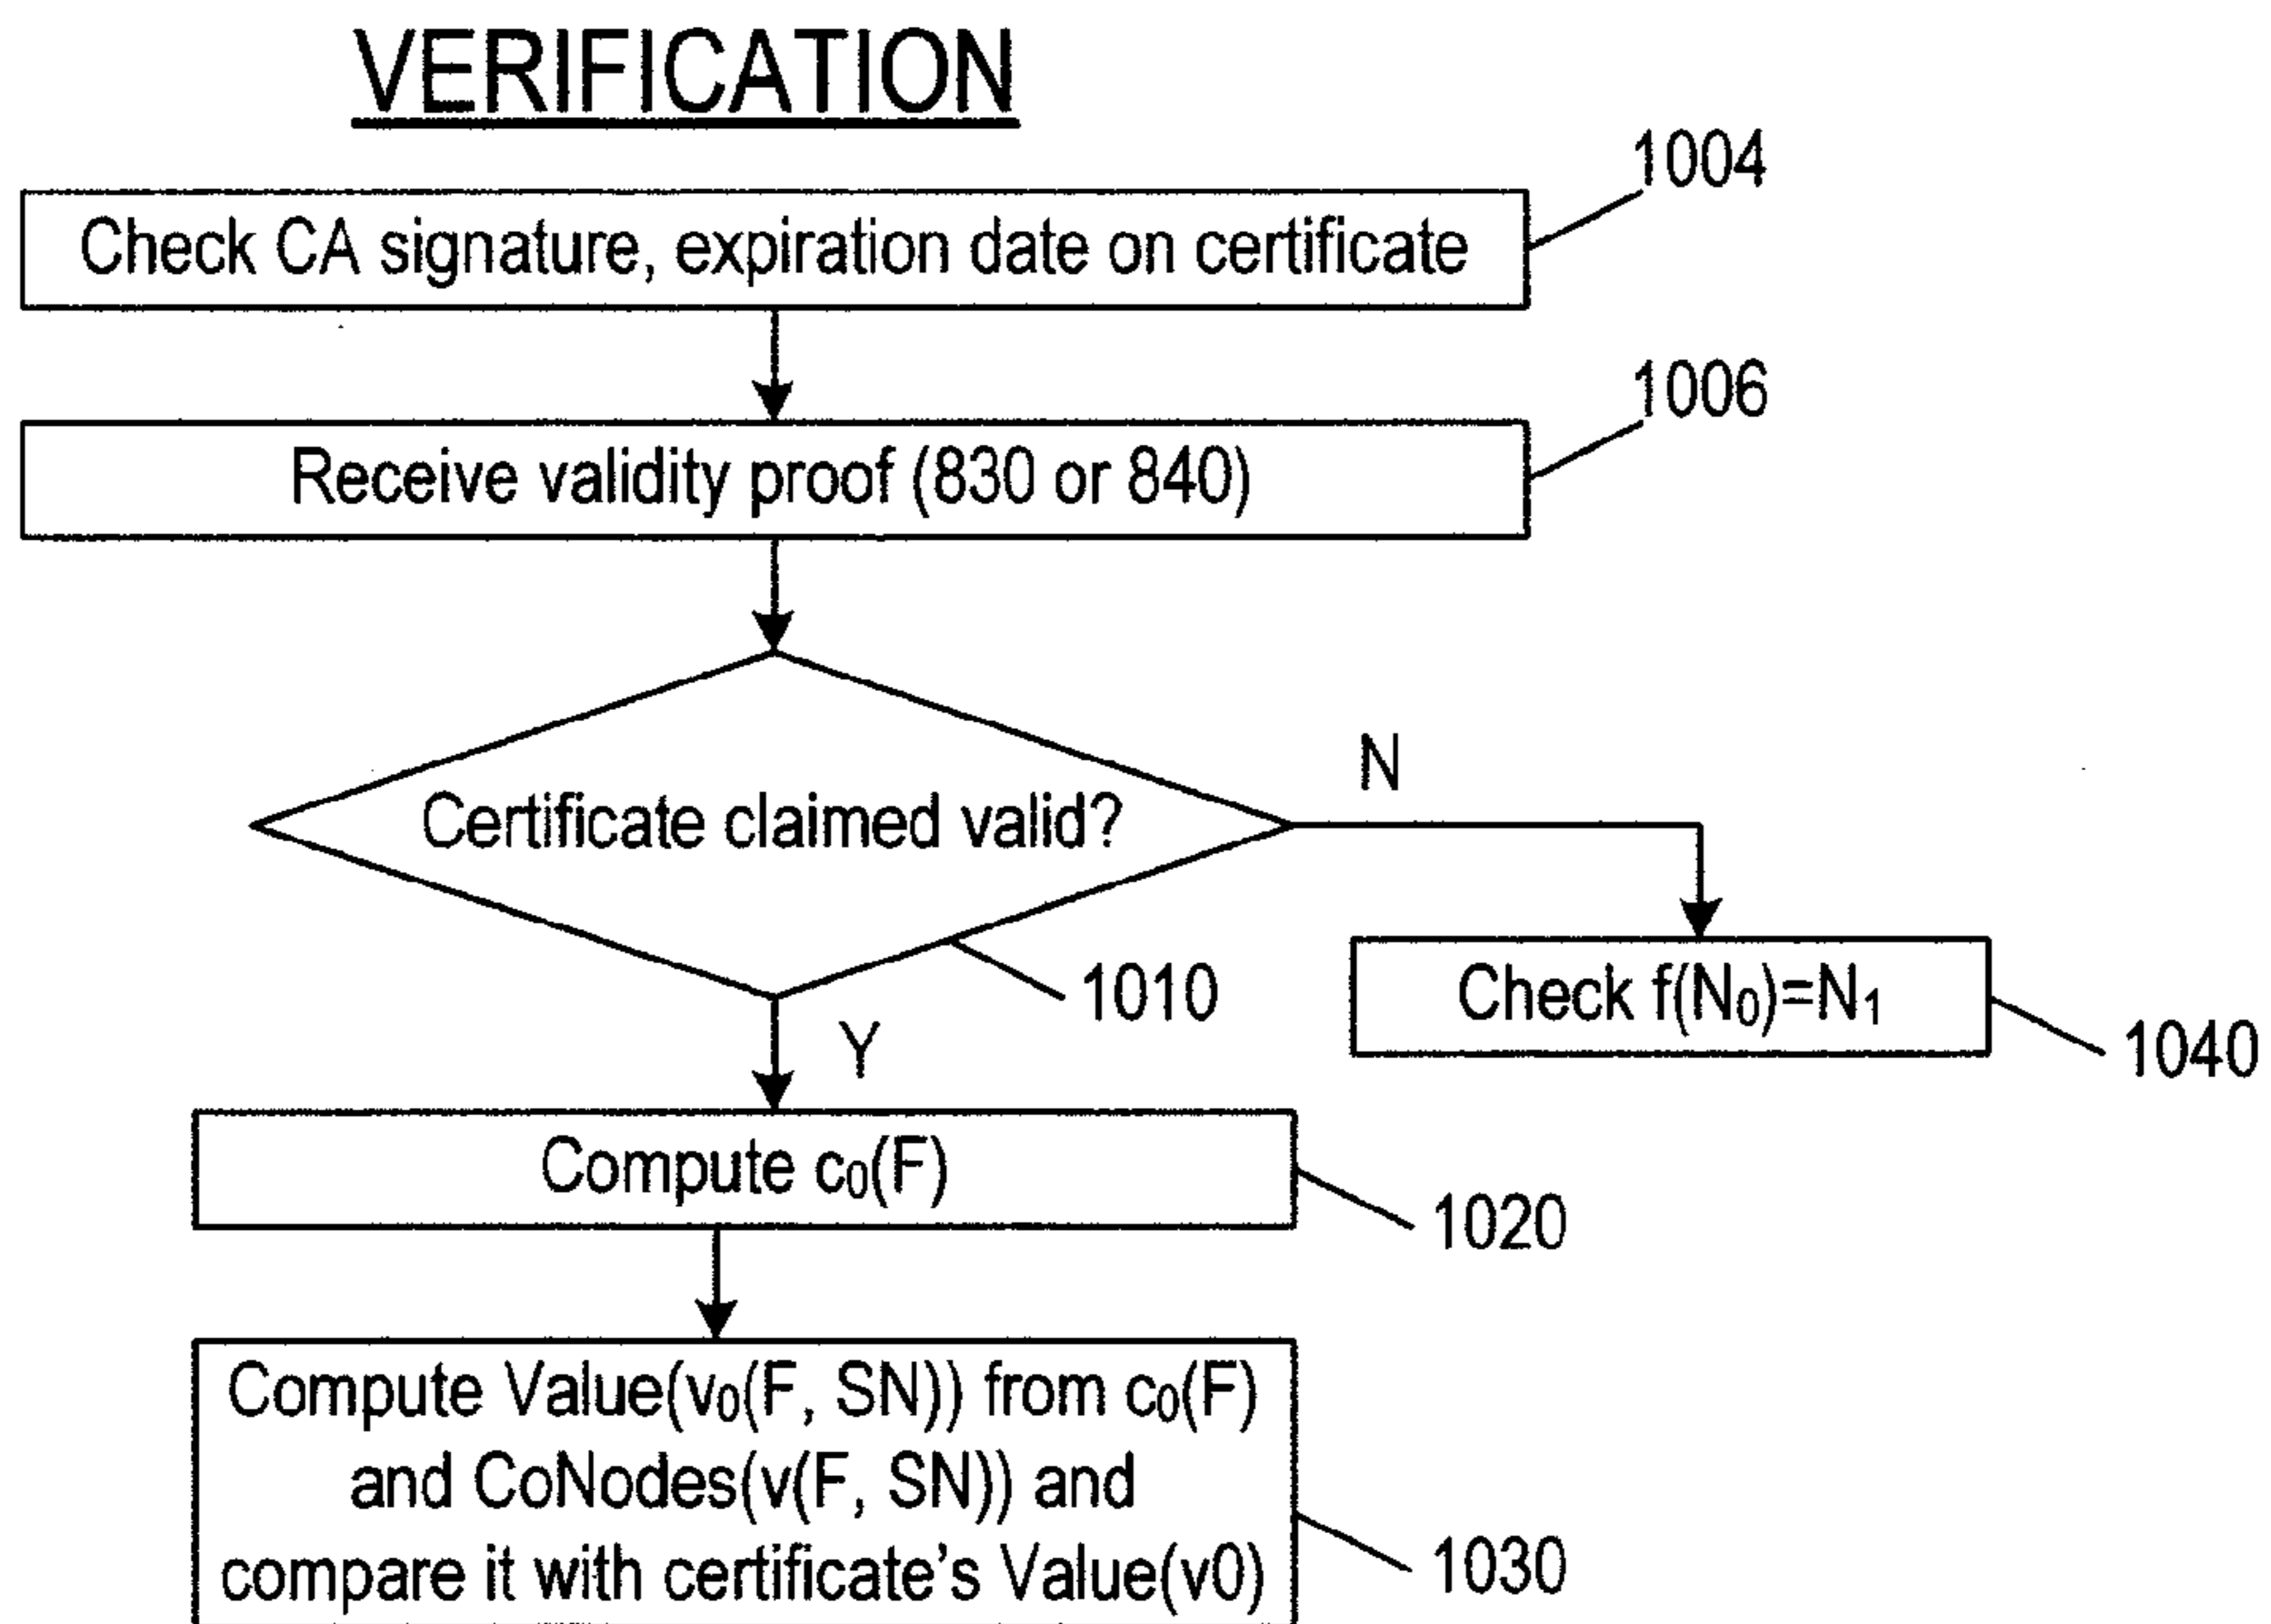 VERIFICATION
1004
Check CA signature, expiration date on certificate
1006
Receive validity proof (830 or 840)
N
Certificate claimed valid?
1010
Check f(N₀)=N₁
1040
Y
Compute c₀(F)
1020
Compute Value(v₀(F, SN)) from c₀(F)
and CoNodes(v(F, SN)) and
compare it with certificate's Value(v0)
1030